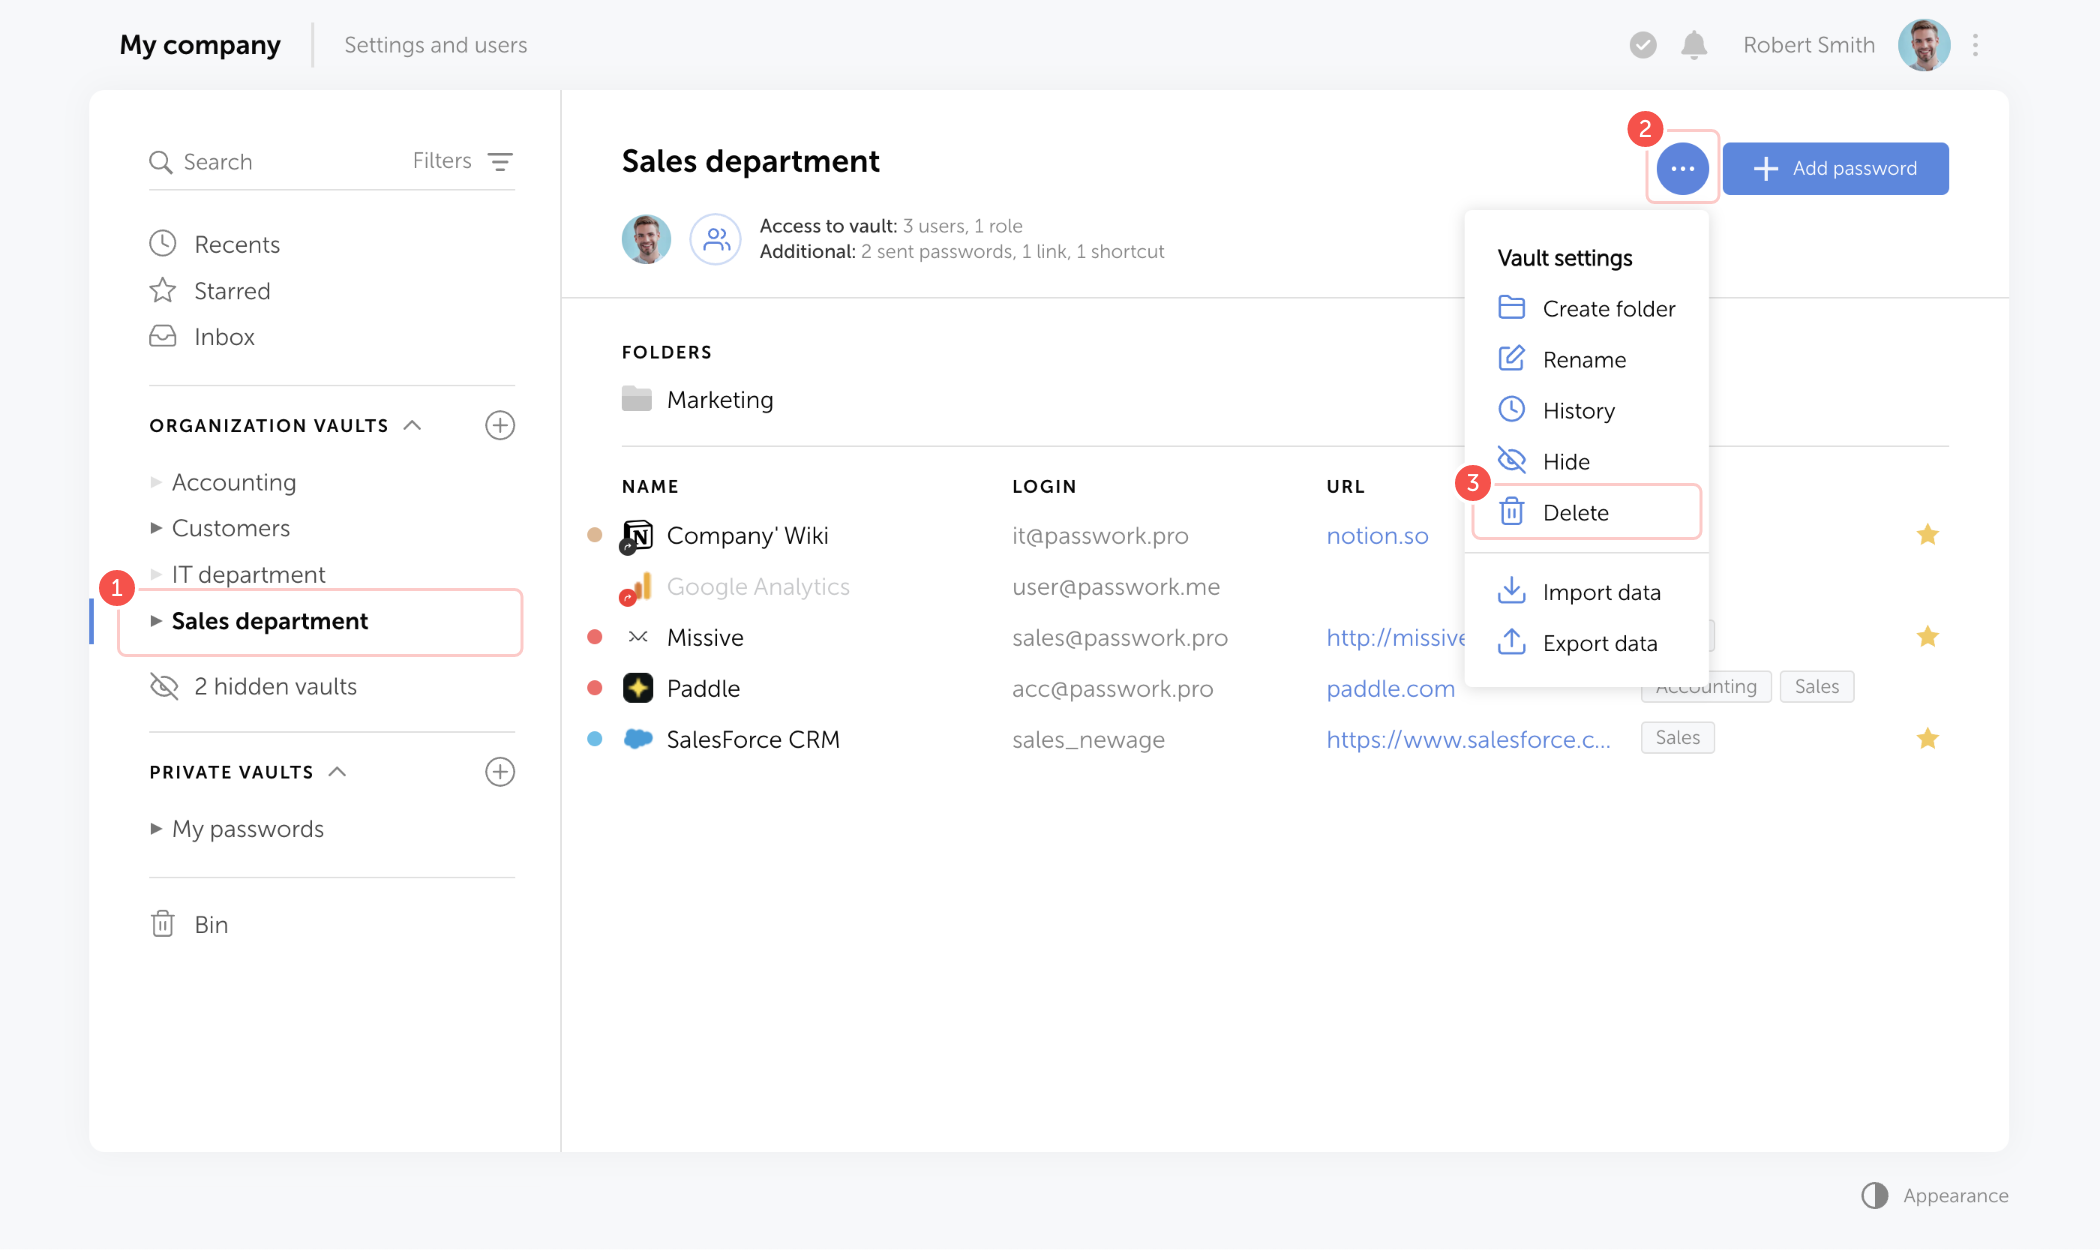 My company
Settings and users
Robert Smith
Search
Filters
Recents
Starred
Inbox
ORGANIZATION VAULTS
Accounting
Customers
IT department
1
Sales department
2 hidden vaults
PRIVATE VAULTS
My passwords
Bin
Sales department
2
Add password
Access to vault: 3 users, 1 role
Additional: 2 sent passwords, 1 link, 1 shortcut
Vault settings
Create folder
Rename
History
Hide
3
Delete
Import data
Export data
FOLDERS
Marketing
NAME LOGIN URL
Company' Wiki it@passwork.pro notion.so
Google Analytics user@passwork.me
Missive sales@passwork.pro http://missive
Paddle acc@passwork.pro paddle.com Accounting Sales
SalesForce CRM sales_newage https://www.salesforce.c... Sales
Appearance